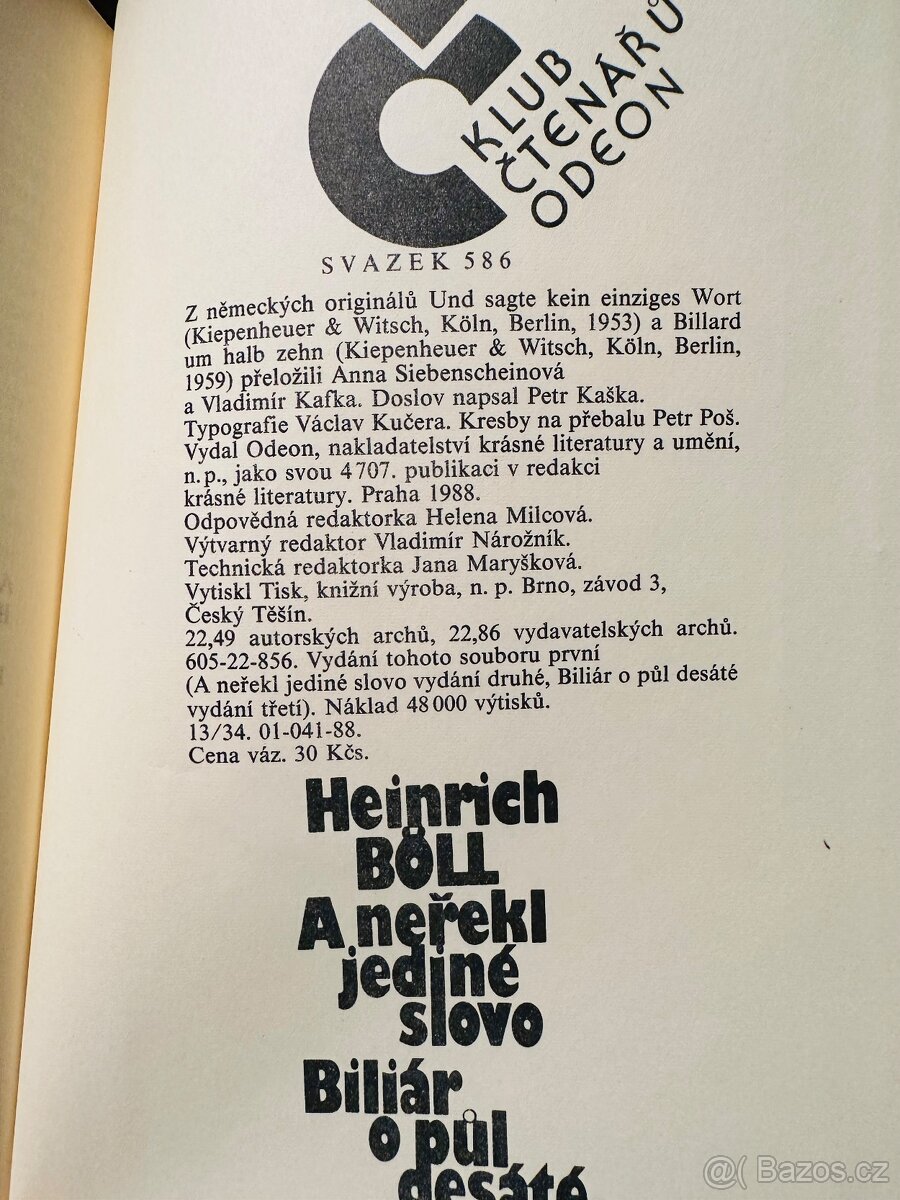 KLUB
ČTENÁŘŮ
ODEON
SVAZEK 586
Z německých originálů Und sagte kein einziges Wort
(Kiepenheuer & Witsch, Köln, Berlin, 1953) a Billard
um halb zehn (Kiepenheuer & Witsch, Köln, Berlin,
1959) přeložili Anna Siebenscheinová
a Vladimír Kafka. Doslov napsal Petr Kaška.
Typografie Václav Kučera. Kresby na přebalu Petr Poš.
Vydal Odeon, nakladatelství krásné literatury a umění,
n. p., jako svou 4 707. publikaci v redakci
krásné literatury. Praha 1988.
Odpovědná redaktorka Helena Milcová.
Výtvarný redaktor Vladimír Nárožník.
Technická redaktorka Jana Maryšková.
Vytiskl Tisk, knižní výroba, n. p. Brno, závod 3,
Český Těšín.
22,49 autorských archů, 22,86 vydavatelských archů.
605-22-856. Vydání tohoto souboru první
(A neřekl jediné slovo vydání druhé, Biliár o půl desáté
vydání třetí). Náklad 48 000 výtisků.
13/34. 01-041-88.
Cena váz. 30 Kčs.
Heinrich
BÖLL
A neřekl
jediné
slovo
Biliár
o půl
desáté
@( Bazos.cz